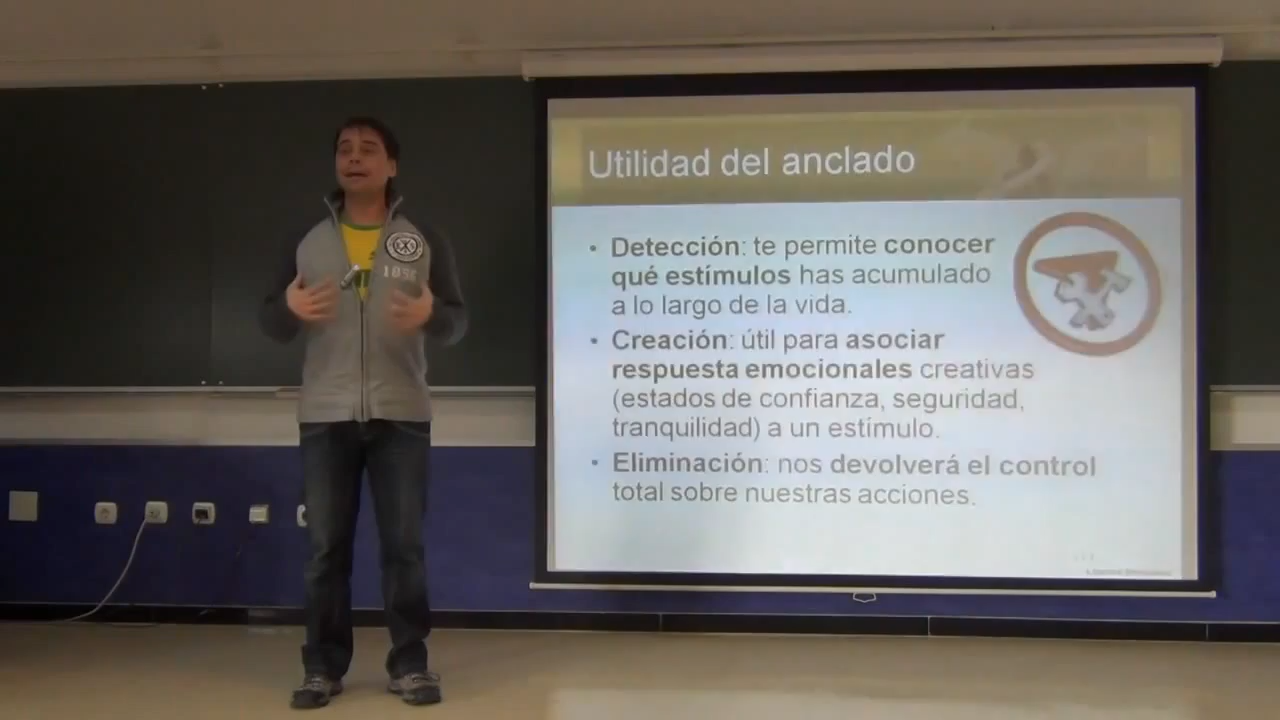 Utilidad del anclado
• Detección: te permite conocer
qué estímulos has acumulado
a lo largo de la vida.
• Creación: útil para asociar
respuesta emocionales creativas
(estados de confianza, seguridad,
tranquilidad) a un estímulo.
• Eliminación: nos devolverá el control
total sobre nuestras acciones.